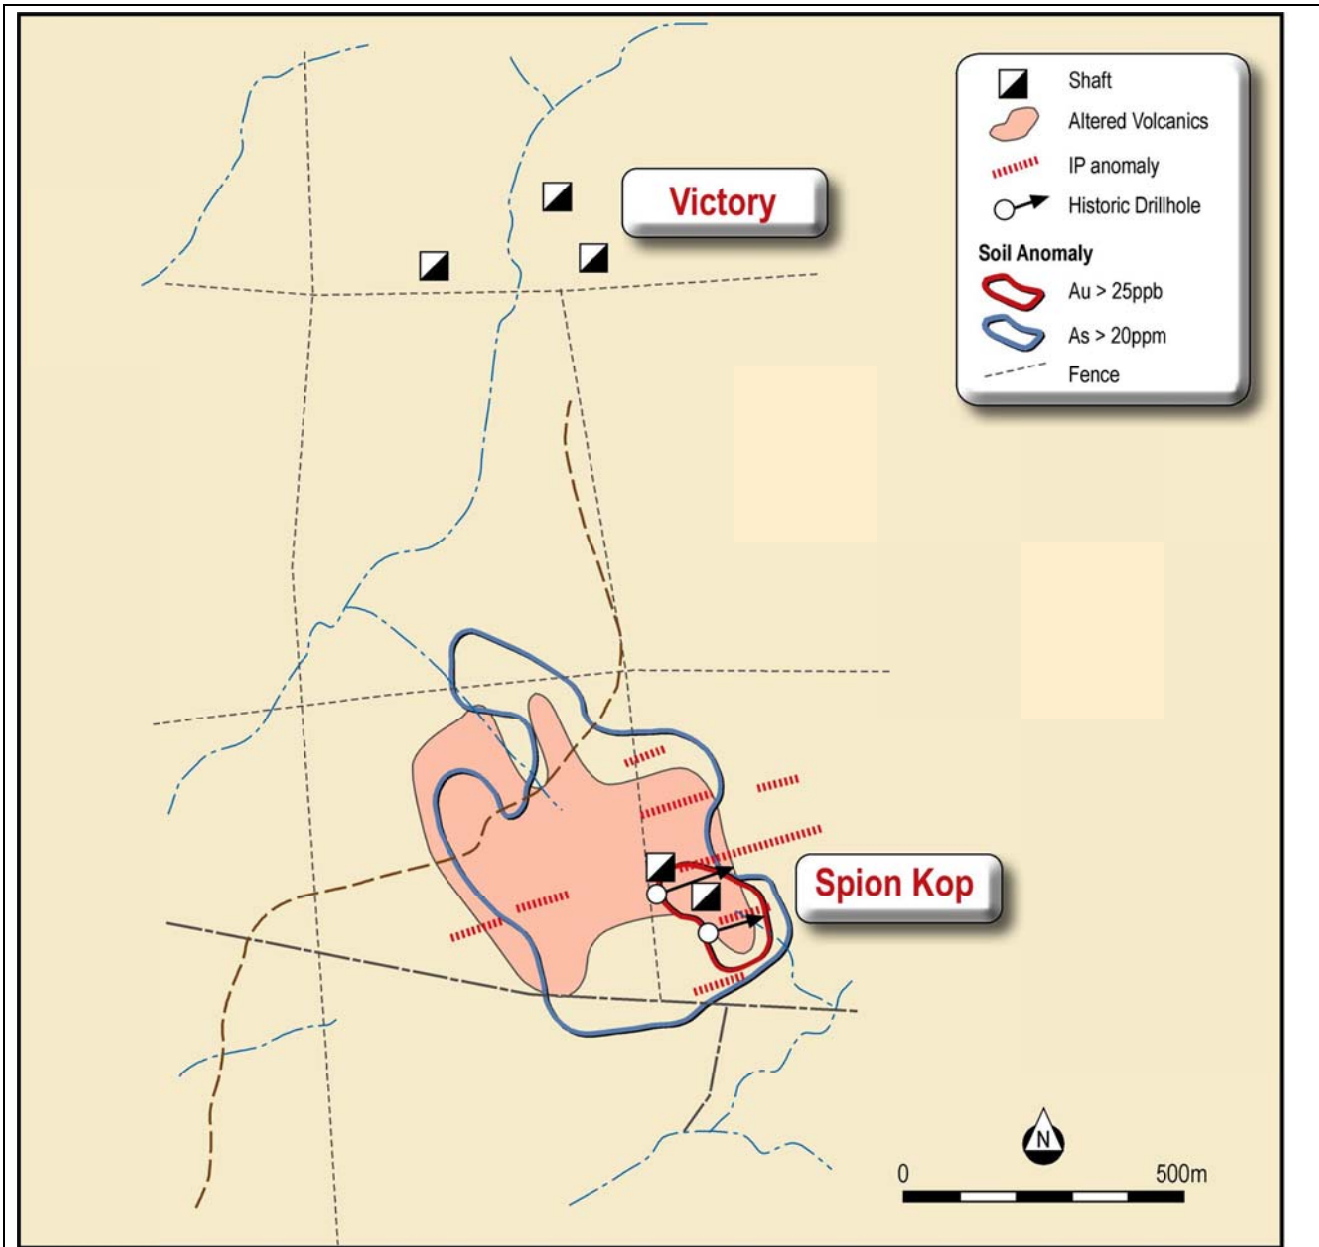 Shaft
Altered Volcanics
IP anomaly
Historic Drillhole
Soil Anomaly
Au > 25ppb
As > 20ppm
Fence
Victory
Spion Kop
N
0 500m